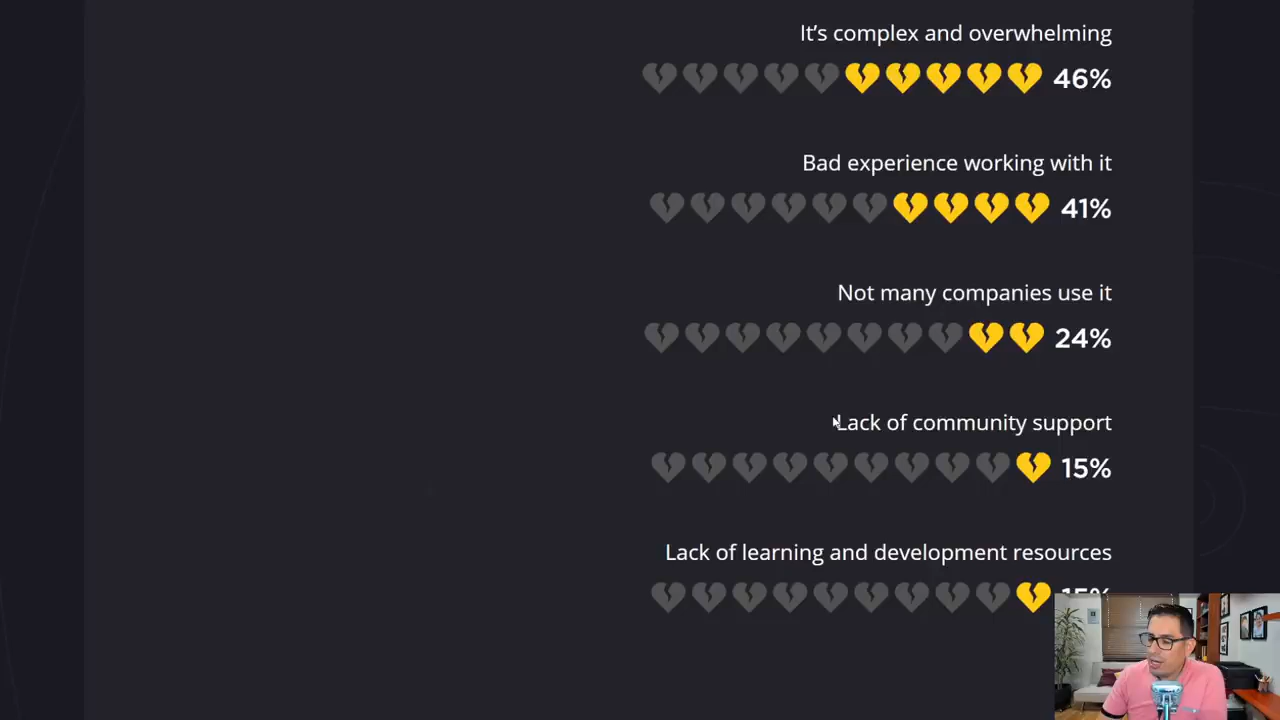 It’s complex and overwhelming
46%
Bad experience working with it
41%
Not many companies use it
24%
Lack of community support
15%
Lack of learning and development resources